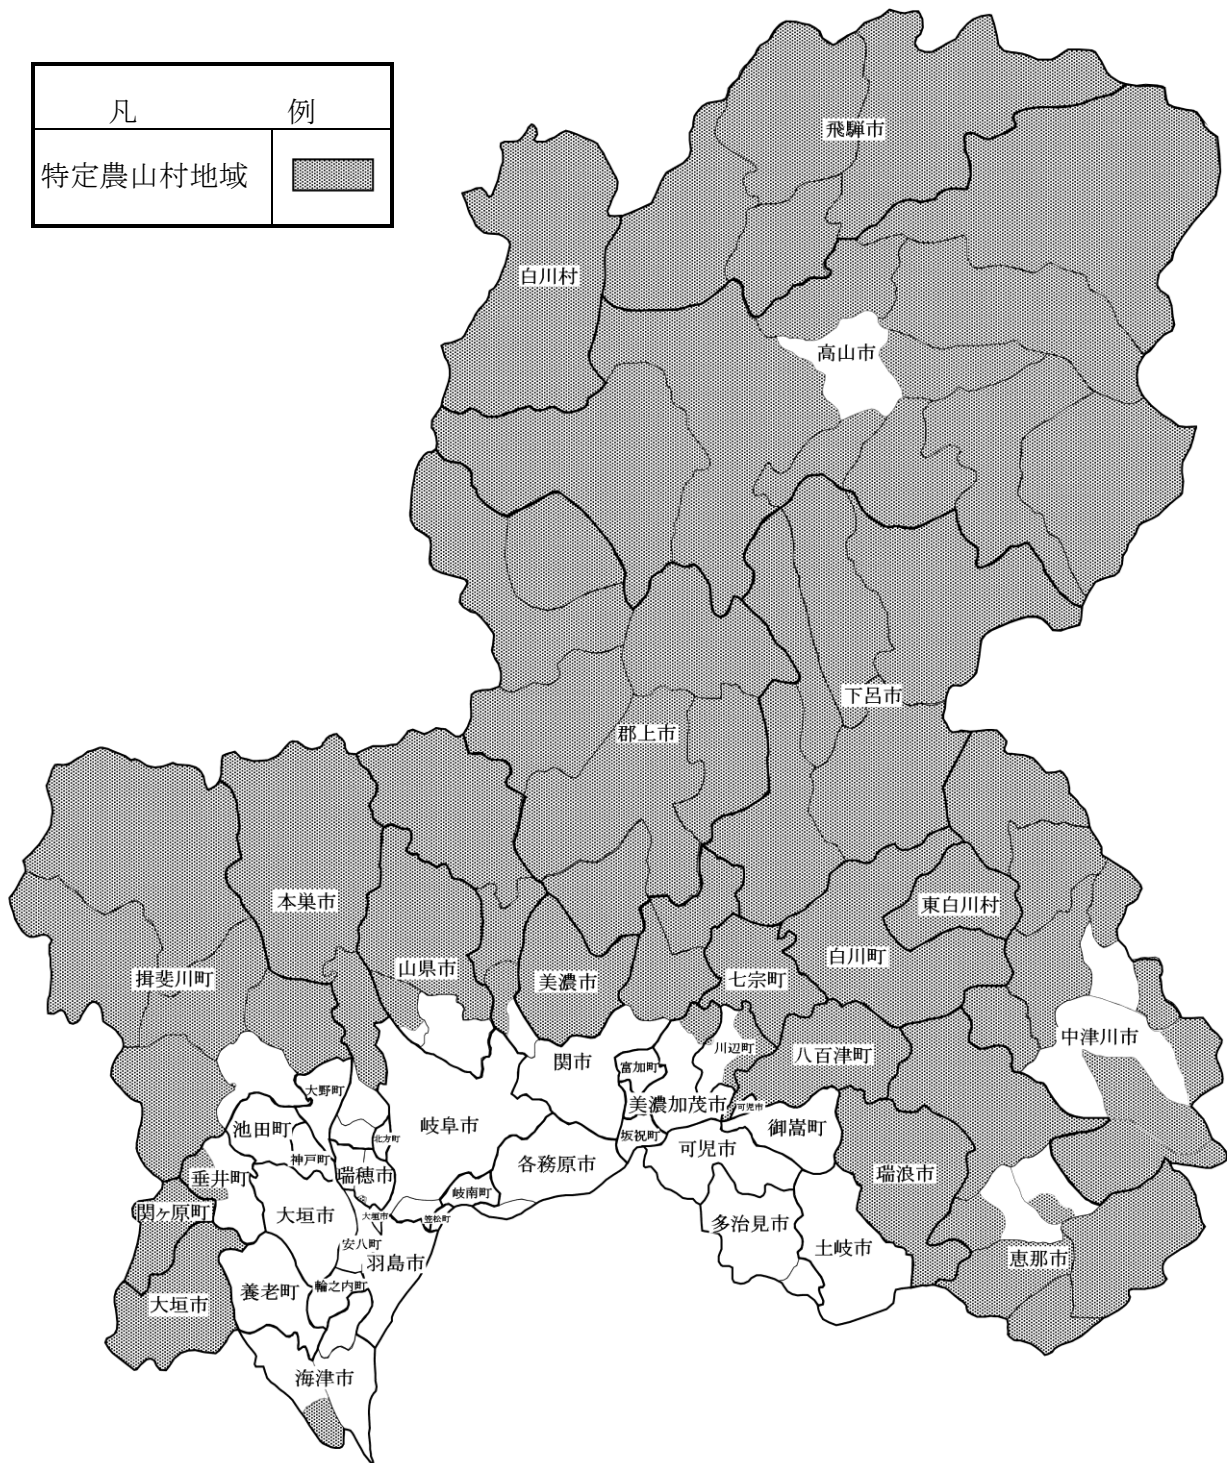 凡 例
特定農山村地域
飛騨市
白川村
高山市
下呂市
郡上市
本巣市
東白川村
揖斐川町
山県市
美濃市
七宗町
白川町
中津川市
関市
川辺町
八百津町
富加町
大野町
美濃加茂市
可児市
池田町
岐阜市
御嵩町
北方町
坂祝町
可児市
神戸町
各務原市
垂井町
瑞穂市
瑞浪市
岐南町
関ヶ原町
大垣市
大垣市
笠松町
多治見市
安八町
土岐市
羽島市
恵那市
養老町
輪之内町
大垣市
海津市